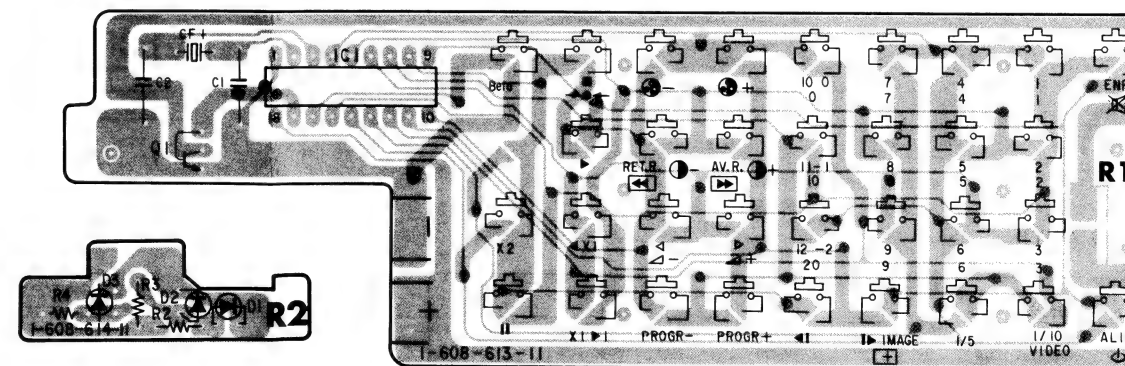 CF1
1 IC1 9
C2 C1
Beta - + 10 0 7 4 1 ENR
0 7 4 1
18 10
Q1
RET.R. - AV.R. + 11-1 8 5 2
10 5 2
R1
X2 X1 - + 12-2 9 6 3
20 9 6 3
R4 D3 R3 D2 D1
R2
R2
1-608-614-11
II X1 1 PROGR- PROGR+ I I IMAGE 1/5 1/10 ALI
VIDEO
+
1-608-613-11